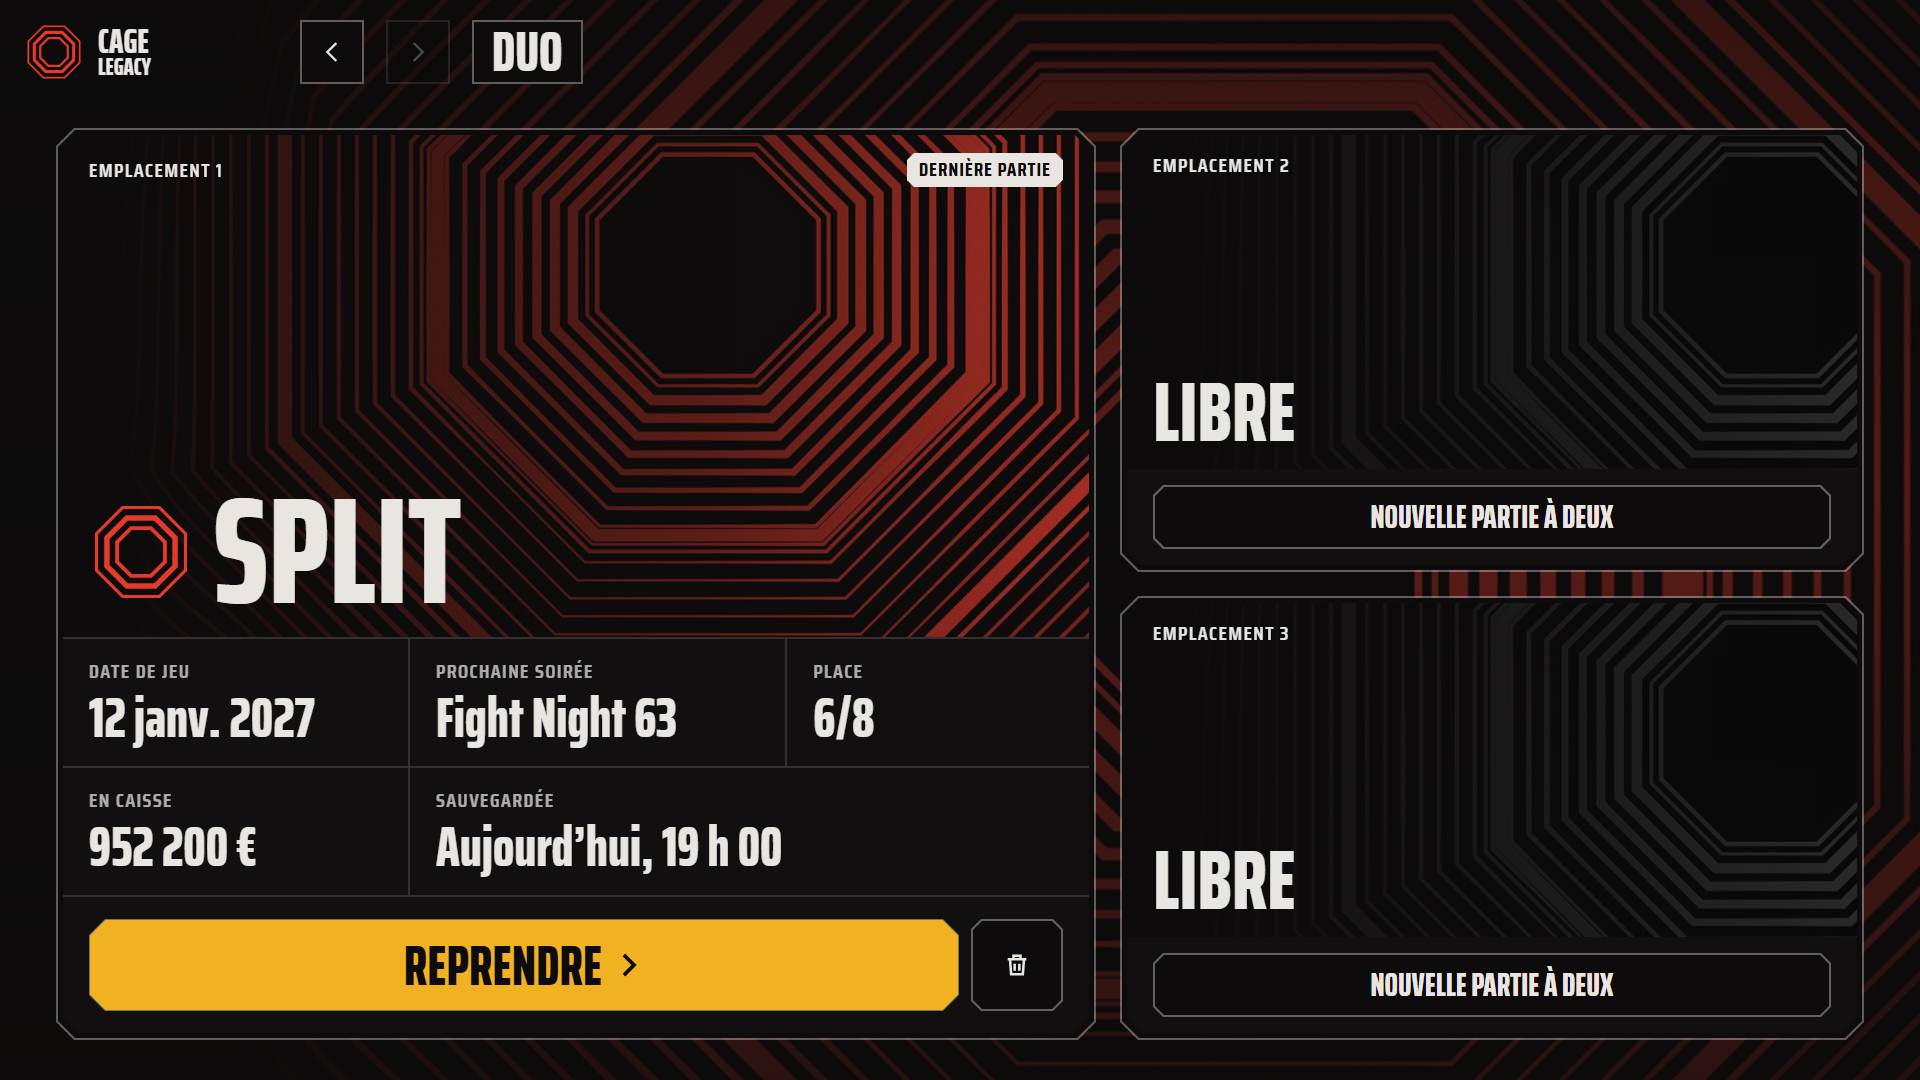 CAGE
LEGACY
DUO
EMPLACEMENT 1
DERNIÈRE PARTIE
SPLIT
DATE DE JEU
12 janv. 2027
PROCHAINE SOIRÉE
Fight Night 63
PLACE
6/8
EN CAISSE
952 200 €
SAUVEGARDÉE
Aujourd’hui, 19 h 00
REPRENDRE
EMPLACEMENT 2
LIBRE
NOUVELLE PARTIE À DEUX
EMPLACEMENT 3
LIBRE
NOUVELLE PARTIE À DEUX